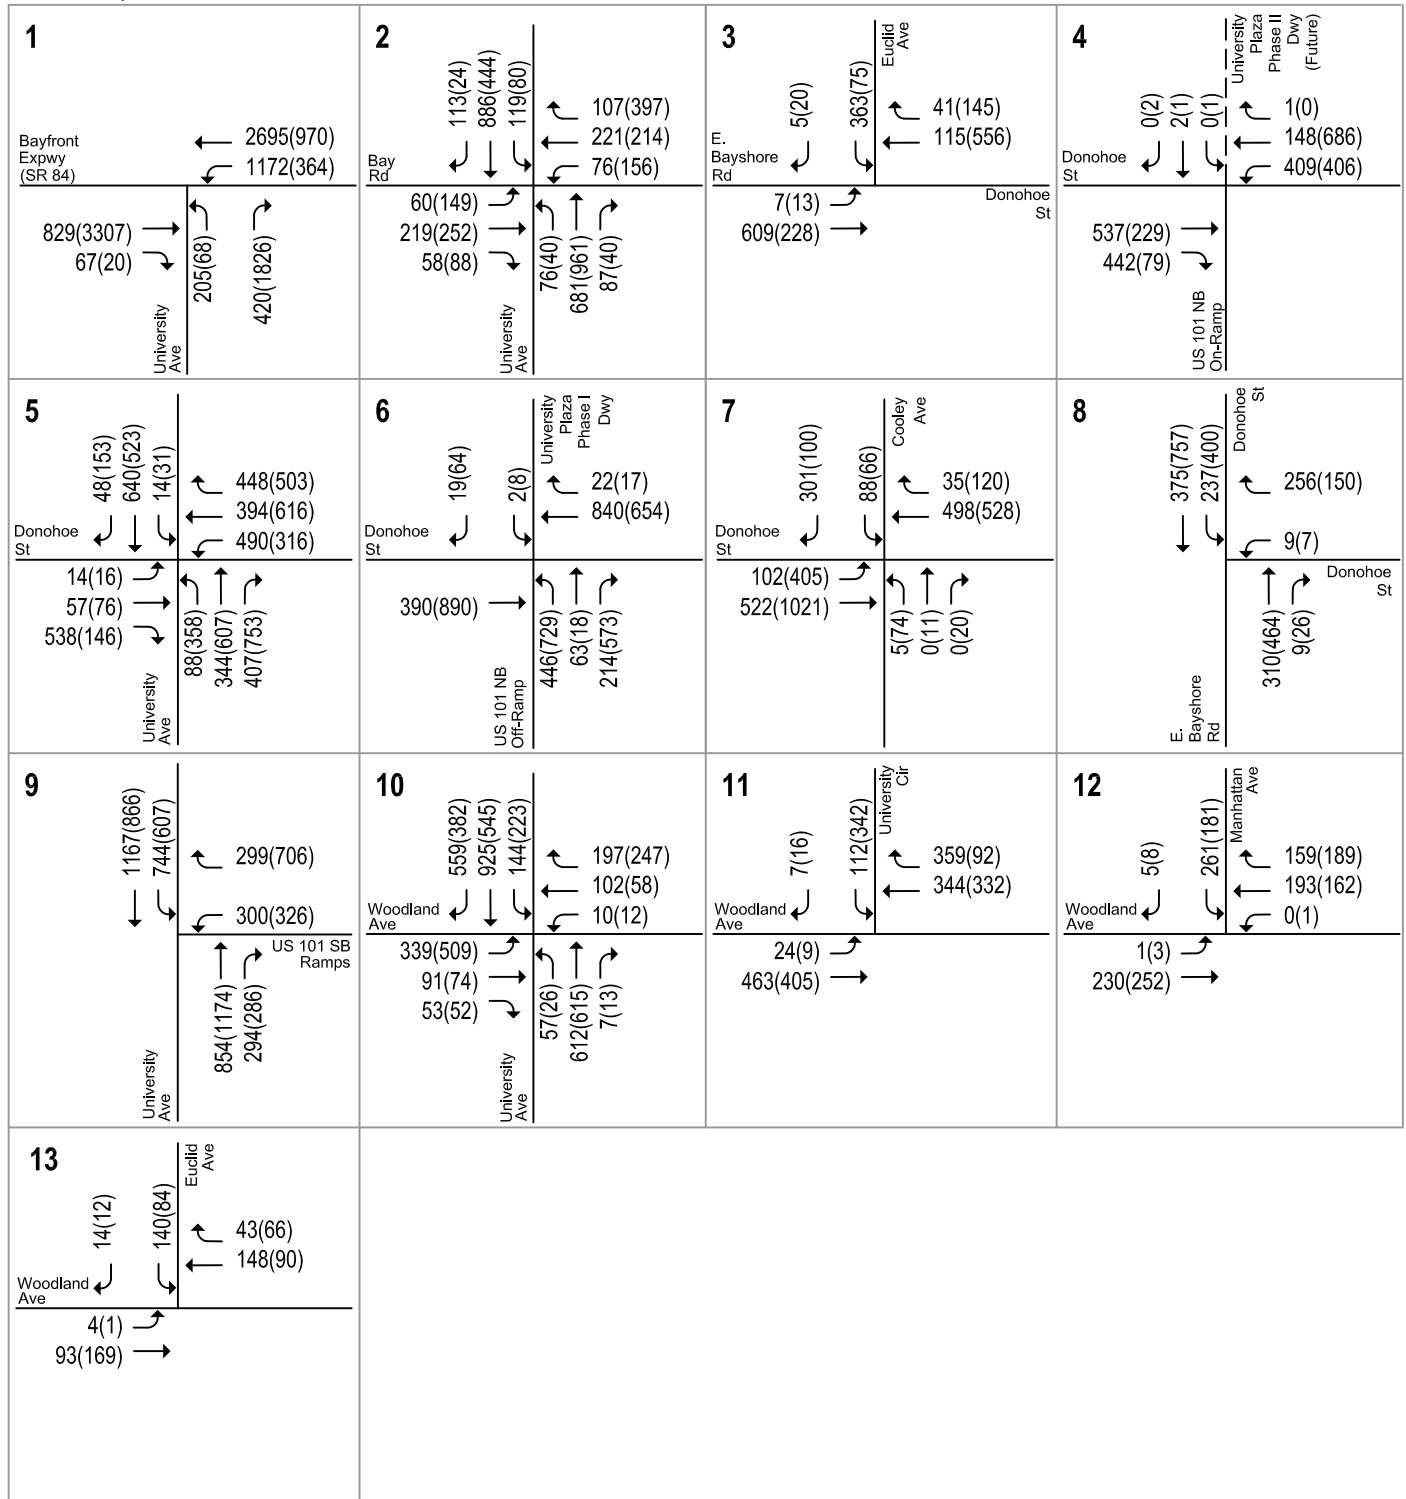 1
Bayfront
Expwy
(SR 84)
2695(970)
1172(364)
829(3307)
67(20)
205(68)
420(1826)
University
Ave
2
113(24)
886(444)
119(80)
107(397)
221(214)
76(156)
Bay
Rd
60(149)
219(252)
58(88)
76(40)
681(961)
87(40)
University
Ave
3
Euclid
Ave
5(20)
363(75)
41(145)
115(556)
E.
Bayshore
Rd
Donohoe
St
7(13)
609(228)
4
University
Plaza
Phase II
Dwy
(Future)
0(2)
2(1)
0(1)
1(0)
148(686)
409(406)
Donohoe
St
537(229)
442(79)
US 101 NB
On-Ramp
5
48(153)
640(523)
14(31)
448(503)
394(616)
490(316)
Donohoe
St
14(16)
57(76)
538(146)
88(358)
344(607)
407(753)
University
Ave
6
University
Plaza
Phase I
Dwy
19(64)
2(8)
22(17)
840(654)
Donohoe
St
390(890)
446(729)
63(18)
214(573)
US 101 NB
Off-Ramp
7
Cooley
Ave
301(100)
88(66)
35(120)
498(528)
Donohoe
St
102(405)
522(1021)
5(74)
0(11)
0(20)
8
Donohoe
St
375(757)
237(400)
256(150)
9(7)
Donohoe
St
310(464)
9(26)
E.
Bayshore
Rd
9
1167(866)
744(607)
299(706)
300(326)
US 101 SB
Ramps
854(1174)
294(286)
University
Ave
10
559(382)
925(545)
144(223)
197(247)
102(58)
10(12)
Woodland
Ave
339(509)
91(74)
53(52)
57(26)
612(615)
7(13)
University
Ave
11
University
Cir
7(16)
112(342)
359(92)
344(332)
Woodland
Ave
24(9)
463(405)
12
Manhattan
Ave
5(8)
261(181)
159(189)
193(162)
0(1)
Woodland
Ave
1(3)
230(252)
13
Euclid
Ave
14(12)
140(84)
43(66)
148(90)
Woodland
Ave
4(1)
93(169)